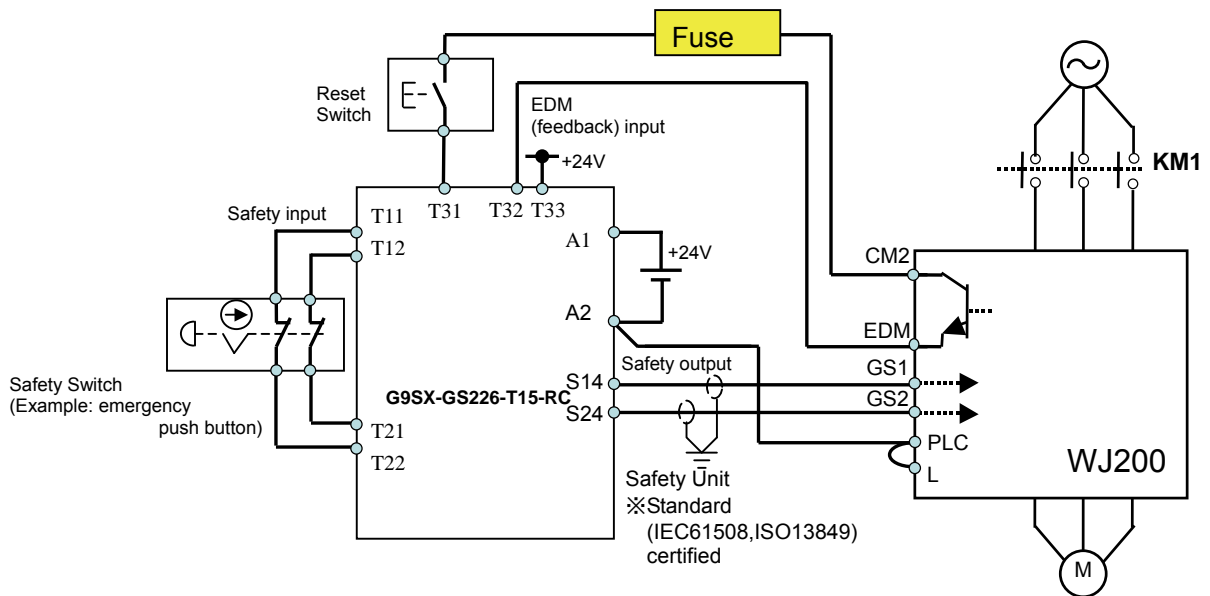 Fuse
Reset
Switch
EDM
(feedback) input
+24V
KM1
Safety input
T11
T31
T32
T33
T12
A1
+24V
CM2
A2
EDM
Safety output
GS1
Safety Switch
(Example: emergency
push button)
G9SX-GS226-T15-RC
S14
GS2
S24
T21
PLC
T22
L
WJ200
Safety Unit
※Standard
(IEC61508,ISO13849)
certified
M